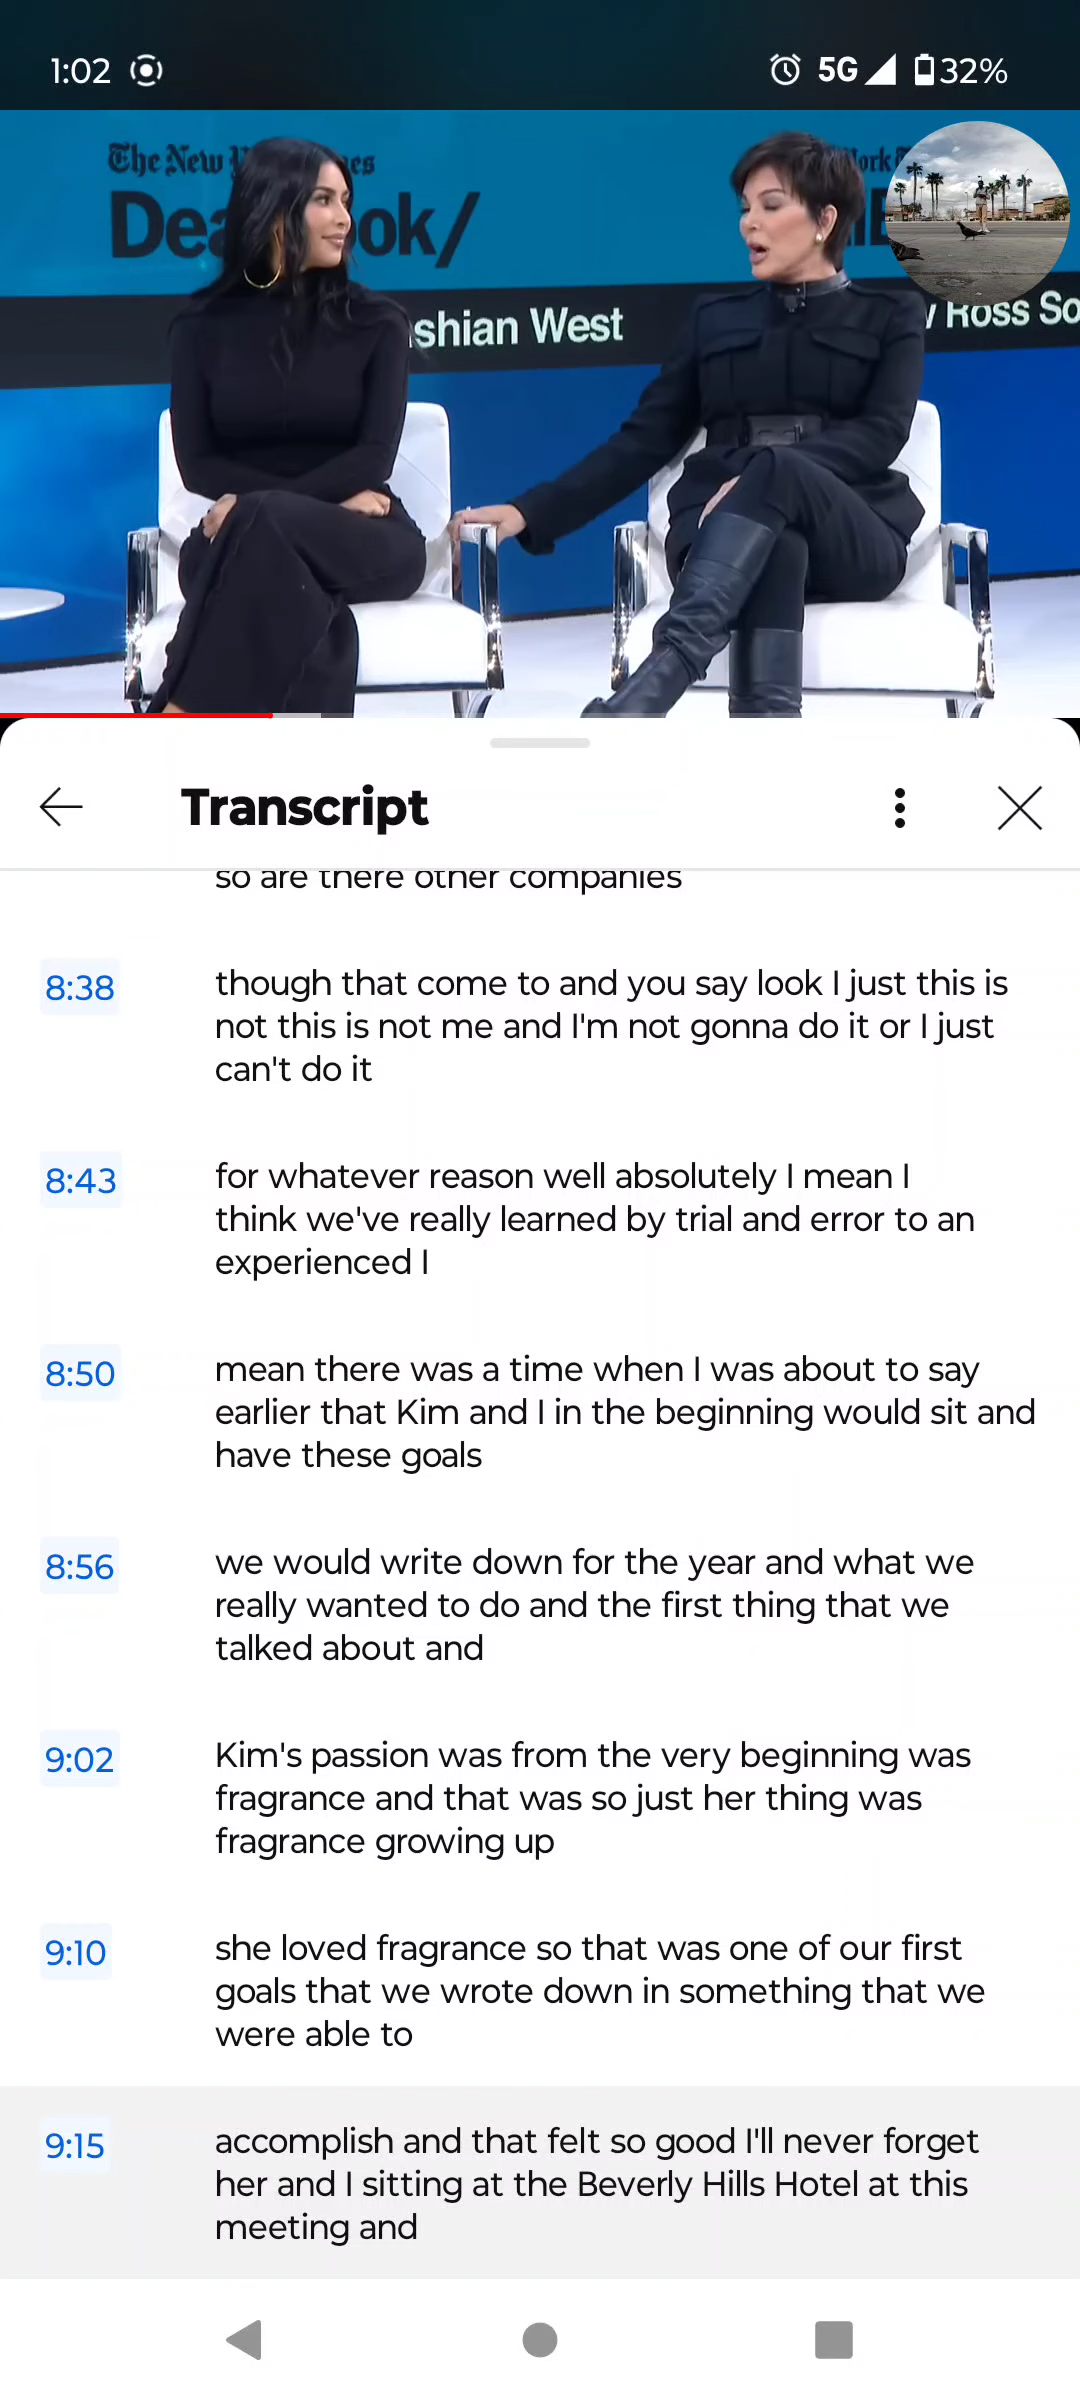 1:02
5G
32%
The New
es
Dea
ok/
ork
shian West
Ross So
Transcript
so are there other companies
8:38
though that come to and you say look I just this is
not this is not me and I'm not gonna do it or I just
can't do it
8:43
for whatever reason well absolutely I mean I
think we've really learned by trial and error to an
experienced I
8:50
mean there was a time when I was about to say
earlier that Kim and I in the beginning would sit and
have these goals
8:56
we would write down for the year and what we
really wanted to do and the first thing that we
talked about and
9:02
Kim's passion was from the very beginning was
fragrance and that was so just her thing was
fragrance growing up
9:10
she loved fragrance so that was one of our first
goals that we wrote down in something that we
were able to
9:15
accomplish and that felt so good I'll never forget
her and I sitting at the Beverly Hills Hotel at this
meeting and